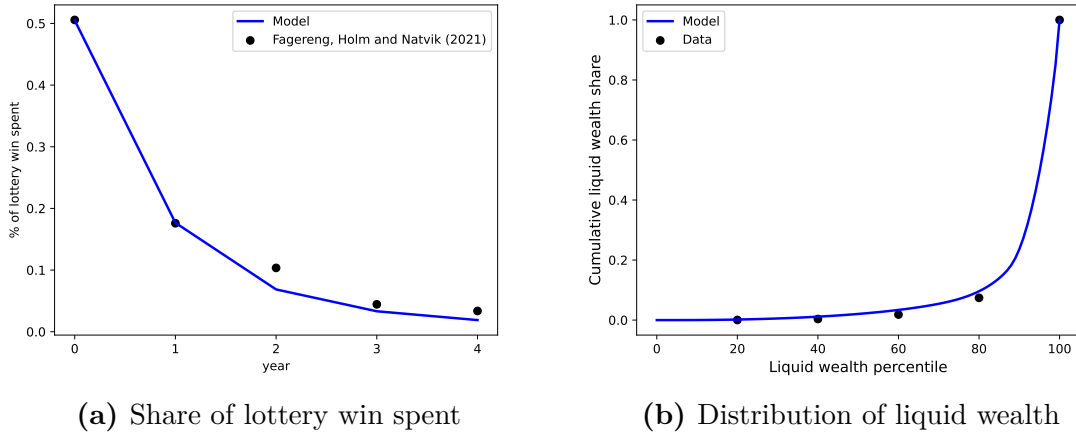 % of lottery win spent
0.5
0.4
0.3
0.2
0.1
0.0
0 1 2 3 4
year
Model
Fagereng, Holm and Natvik (2021)
(a) Share of lottery win spent
Cumulative liquid wealth share
1.0
0.8
0.6
0.4
0.2
0.0
0 20 40 60 80 100
Liquid wealth percentile
Model
Data
(b) Distribution of liquid wealth